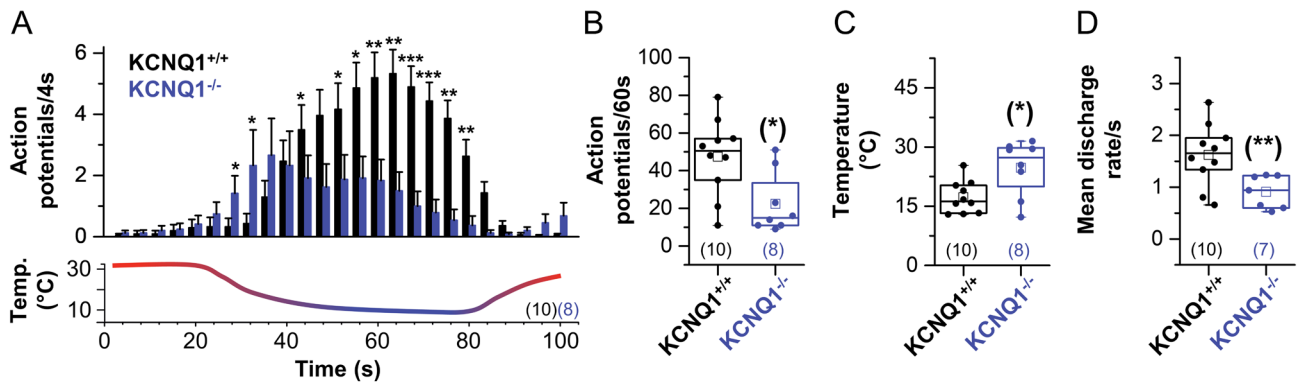 A
KCNQ1+/+
KCNQ1-/-
Action
potentials/4s
6
4
2
0
* * * * * ** ** *** *** ** **
Temp.
(°C)
30
10
(10)(8)
0 20 40 60 80 100
Time (s)
B
Action
potentials/60s
100
80
60
40
20
0
(*)
(10) (8)
KCNQ1+/+ KCNQ1-/-
C
Temperature
(°C)
45
30
15
0
(*)
(10) (8)
KCNQ1+/+ KCNQ1-/-
D
Mean discharge
rate/s
3
2
1
0
(**)
(10) (7)
KCNQ1+/+ KCNQ1-/-